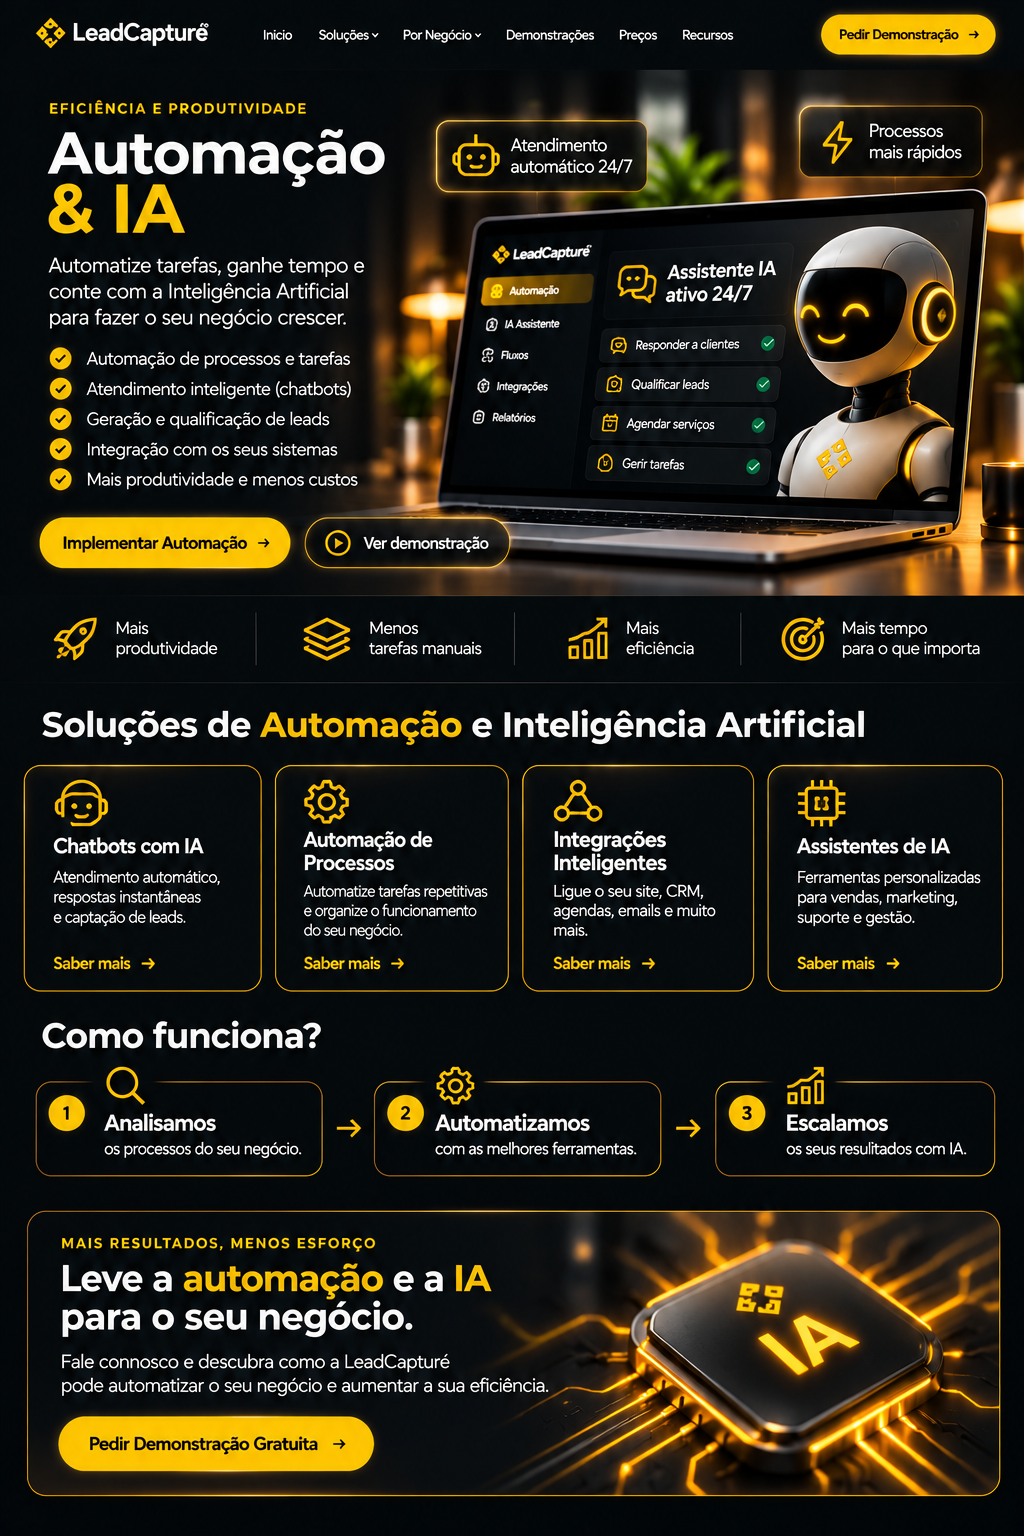 LeadCapturé
Inicio
Soluções
Por Negócio
Demonstrações
Preços
Recursos
Pedir Demonstração →
EFICIÊNCIA E PRODUTIVIDADE
Automação
& IA
Automatize tarefas, ganhe tempo e
conte com a Inteligência Artificial
para fazer o seu negócio crescer.
Automação de processos e tarefas
Atendimento inteligente (chatbots)
Geração e qualificação de leads
Integração com os seus sistemas
Mais produtividade e menos custos
Implementar Automação →
Ver demonstração
Atendimento
automático 24/7
Processos
mais rápidos
LeadCapturé
Automação
IA Assistente
Fluxos
Integrações
Relatórios
Assistente IA
ativo 24/7
Responder a clientes
Qualificar leads
Agendar serviços
Gerir tarefas
Mais
produtividade
Menos
tarefas manuais
Mais
eficiência
Mais tempo
para o que importa
Soluções de Automação e Inteligência Artificial
Chatbots com IA
Atendimento automático,
respostas instantâneas
e captação de leads.
Saber mais →
Automação de
Processos
Automatize tarefas repetitivas
e organize o funcionamento
do seu negócio.
Saber mais →
Integrações
Inteligentes
Ligue o seu site, CRM,
agendas, emails e muito
mais.
Saber mais →
Assistentes de IA
Ferramentas personalizadas
para vendas, marketing,
suporte e gestão.
Saber mais →
Como funciona?
1
Analisamos
os processos do seu negócio.
→
2
Automatizamos
com as melhores ferramentas.
→
3
Escalamos
os seus resulitados com IA.
MAIS RESULTADOS, MENOS ESFORÇO
Leve a automação e a IA
para o seu negócio.
Fale connosco e descubra como a LeadCapturé
pode automatizar o seu negócio e aumentar a sua eficiência.
Pedir Demonstração Gratuita →
IA